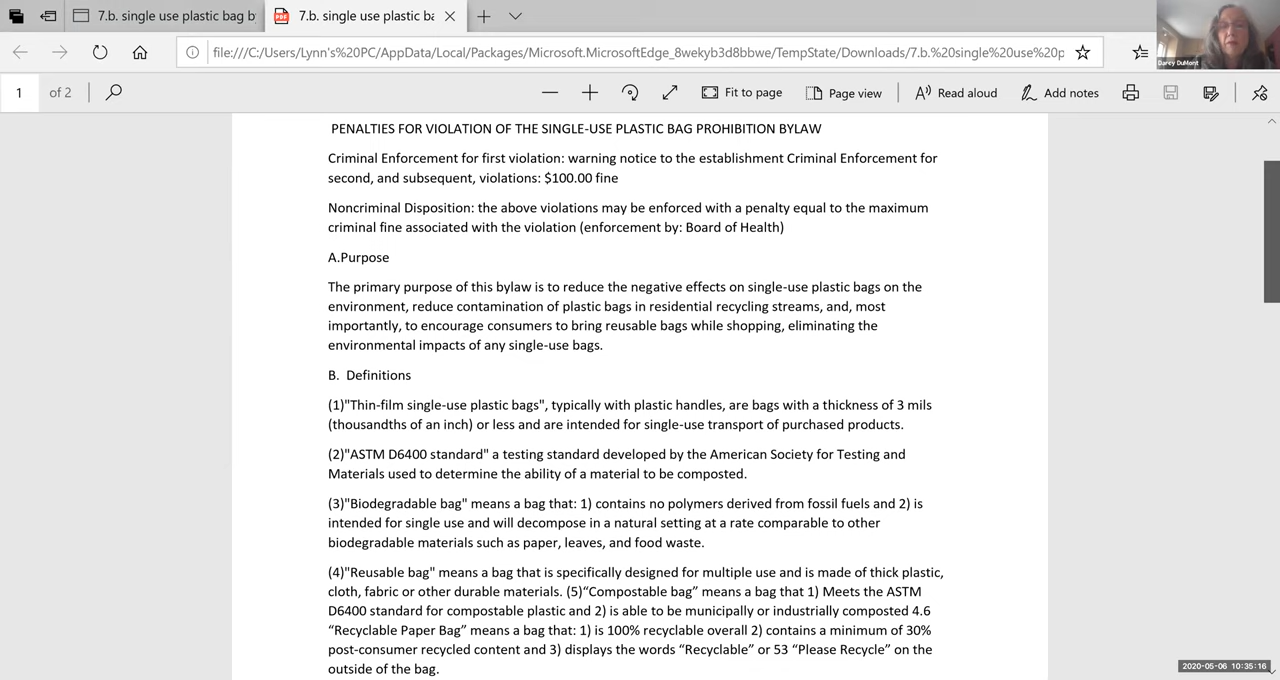 7.b. single use plastic bag b
7.b. single use plastic ba
file:///C:/Users/Lynn's%20PC/AppData/Local/Packages/Microsoft.MicrosoftEdge_8wekyb3d8bbwe/TempState/Downloads/7.b.%20single%20use%20p
Darcy DuMont
1 of 2 Fit to page Page view Read aloud Add notes
PENALTIES FOR VIOLATION OF THE SINGLE-USE PLASTIC BAG PROHIBITION BYLAW
Criminal Enforcement for first violation: warning notice to the establishment Criminal Enforcement for
second, and subsequent, violations: $100.00 fine
Noncriminal Disposition: the above violations may be enforced with a penalty equal to the maximum
criminal fine associated with the violation (enforcement by: Board of Health)
A.Purpose
The primary purpose of this bylaw is to reduce the negative effects on single-use plastic bags on the
environment, reduce contamination of plastic bags in residential recycling streams, and, most
importantly, to encourage consumers to bring reusable bags while shopping, eliminating the
environmental impacts of any single-use bags.
B. Definitions
(1)"Thin-film single-use plastic bags", typically with plastic handles, are bags with a thickness of 3 mils
(thousandths of an inch) or less and are intended for single-use transport of purchased products.
(2)"ASTM D6400 standard" a testing standard developed by the American Society for Testing and
Materials used to determine the ability of a material to be composted.
(3)"Biodegradable bag" means a bag that: 1) contains no polymers derived from fossil fuels and 2) is
intended for single use and will decompose in a natural setting at a rate comparable to other
biodegradable materials such as paper, leaves, and food waste.
(4)"Reusable bag" means a bag that is specifically designed for multiple use and is made of thick plastic,
cloth, fabric or other durable materials. (5)“Compostable bag” means a bag that 1) Meets the ASTM
D6400 standard for compostable plastic and 2) is able to be municipally or industrially composted 4.6
“Recyclable Paper Bag” means a bag that: 1) is 100% recyclable overall 2) contains a minimum of 30%
post-consumer recycled content and 3) displays the words “Recyclable” or 53 “Please Recycle” on the
outside of the bag.
2020-05-06 10:35:16